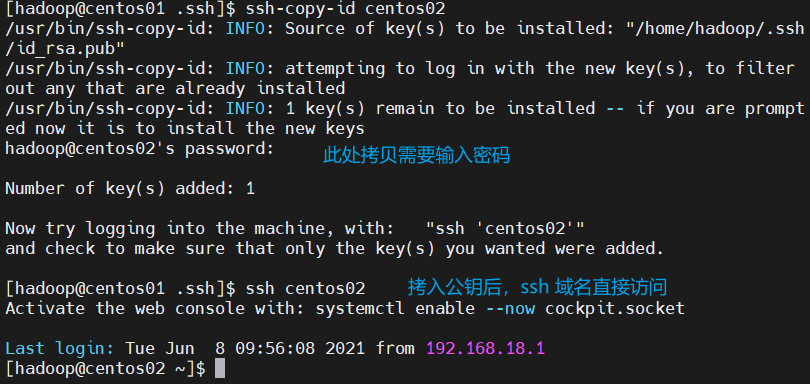 [hadoop@centos01 .ssh]$ ssh-copy-id centos02
/usr/bin/ssh-copy-id: INFO: Source of key(s) to be installed: "/home/hadoop/.ssh
/id_rsa.pub"
/usr/bin/ssh-copy-id: INFO: attempting to log in with the new key(s), to filter
out any that are already installed
/usr/bin/ssh-copy-id: INFO: 1 key(s) remain to be installed -- if you are prompt
ed now it is to install the new keys
hadoop@centos02's password: 此处拷贝需要输入密码
Number of key(s) added: 1
Now try logging into the machine, with:   "ssh 'centos02'"
and check to make sure that only the key(s) you wanted were added.
[hadoop@centos01 .ssh]$ ssh centos02 拷入公钥后，ssh 域名直接访问
Activate the web console with: systemctl enable --now cockpit.socket
Last login: Tue Jun  8 09:56:08 2021 from 192.168.18.1
[hadoop@centos02 ~]$